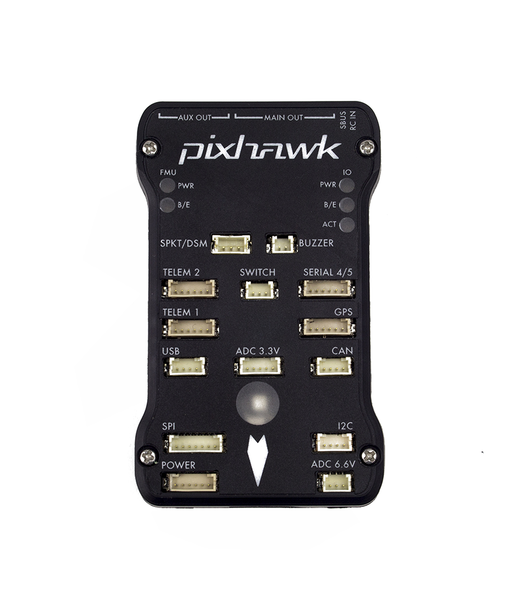 AUX OUT MAIN OUT SBUS RC IN
pixhawk
FMU IO
PWR PWR
B/E B/E
ACT
SPKT/DSM BUZZER
TELEM 2 SWITCH SERIAL 4/5
TELEM 1 GPS
USB ADC 3.3V CAN
SPI I2C
POWER ADC 6.6V